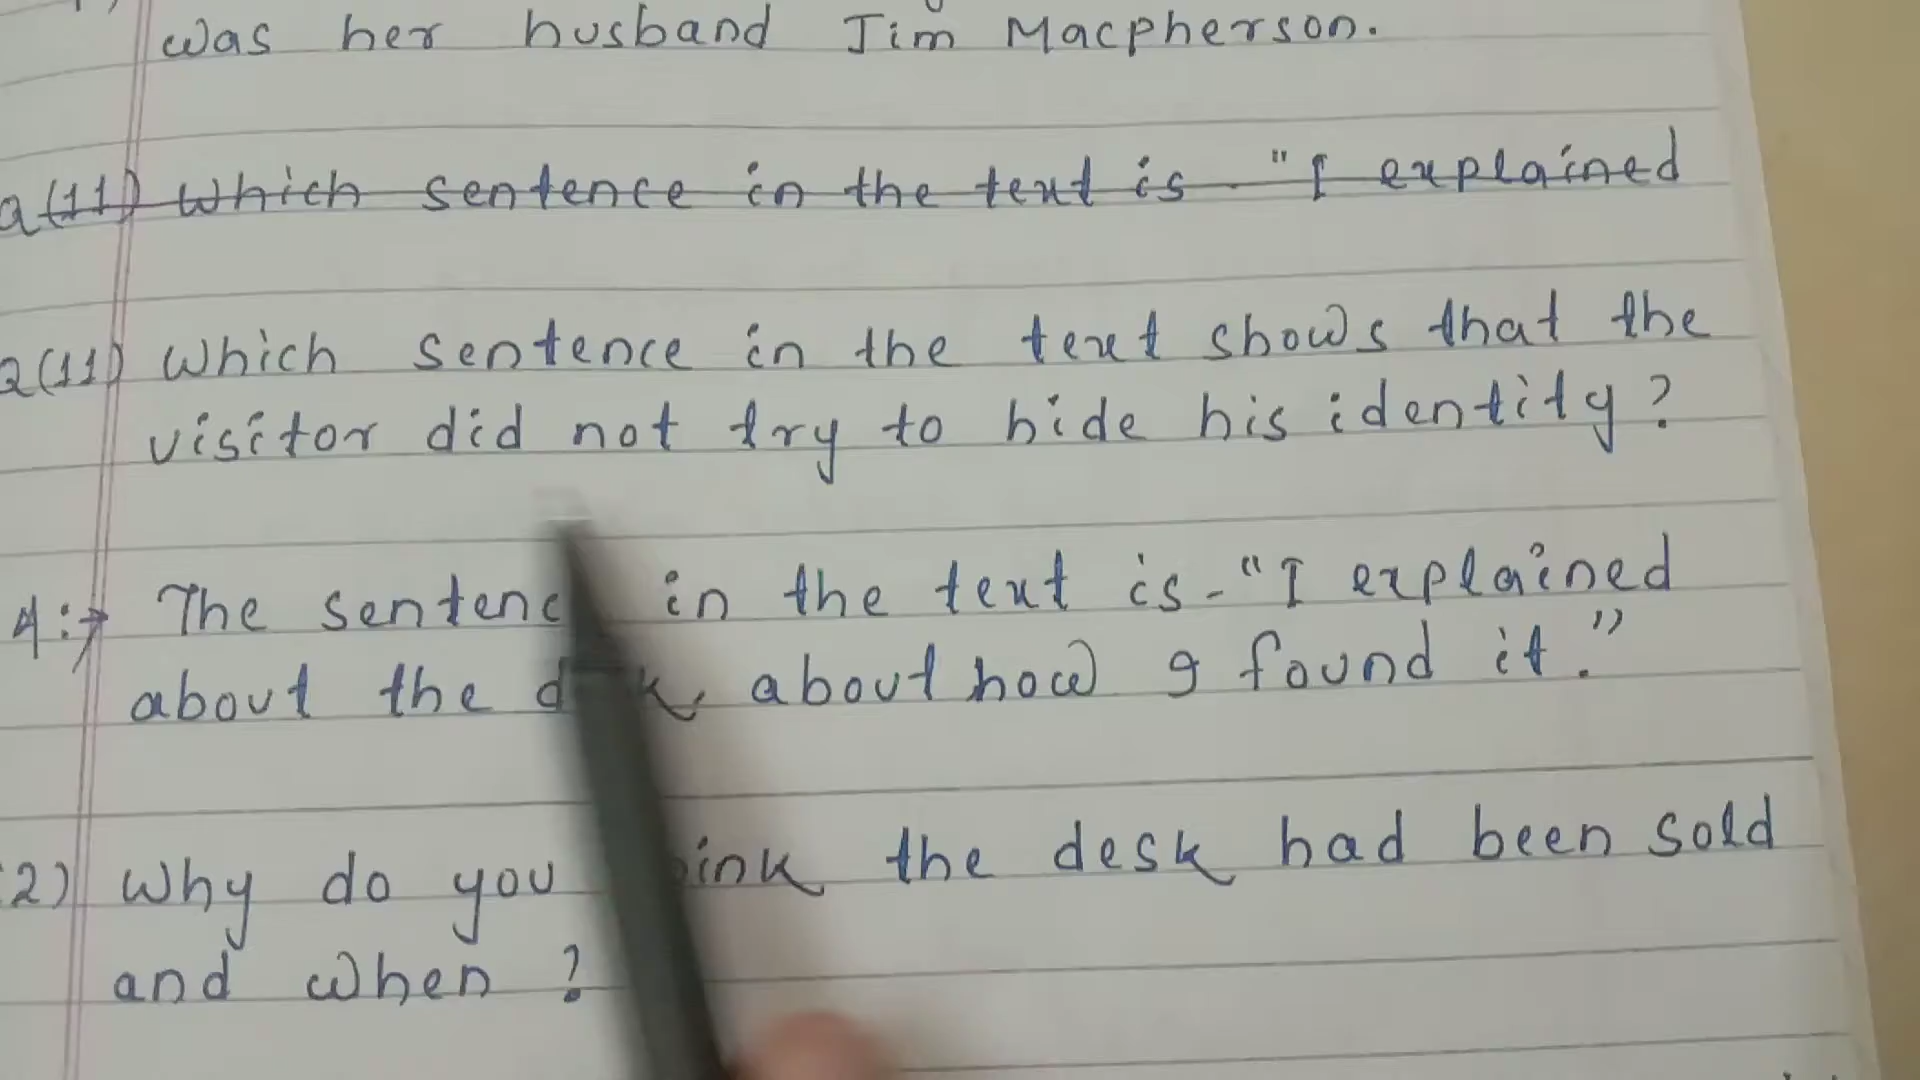 was her husband Jim Macpherson.
Q(11) Which sentence in the text is - "I explained
Q(11) Which sentence in the text shows that the
visitor did not try to hide his identity?
A:→ The in the text is - "I explained
about the about how I found it."
2) Why do you the desk had been sold
and when?